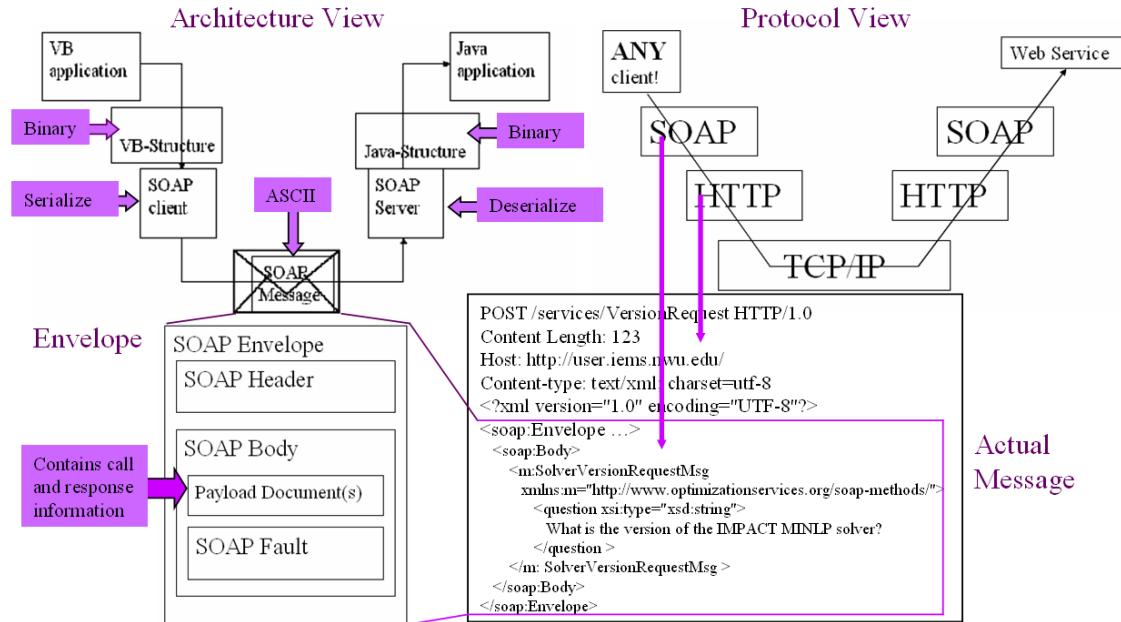 Architecture View
VB
application
Java
application
Binary
VB-Structure
Java-Structure
Binary
Serialize
SOAP
client
ASCII
SOAP
Server
Deserialize
SOAP
Message
Protocol View
ANY
client!
Web Service
SOAP
SOAP
HTTP
HTTP
TCP/IP
Envelope
SOAP Envelope
SOAP Header
SOAP Body
Contains call
and response
information
Payload Document(s)
SOAP Fault
POST /services/VersionRequest HTTP/1.0
Content Length: 123
Host: http://user.iems.nwu.edu/
Content-type: text/xml; charset=utf-8
<?xml version="1.0" encoding="UTF-8"?>
<soap:Envelope ...>
<soap:Body>
<m:SolverVersionRequestMsg
xmlns:m="http://www.optimizationservices.org/soap-methods/">
<question xsi:type="xsd:string">
What is the version of the IMPACT MINLP solver?
</question >
</m: SolverVersionRequestMsg >
</soap:Body>
</soap:Envelope>
Actual
Message